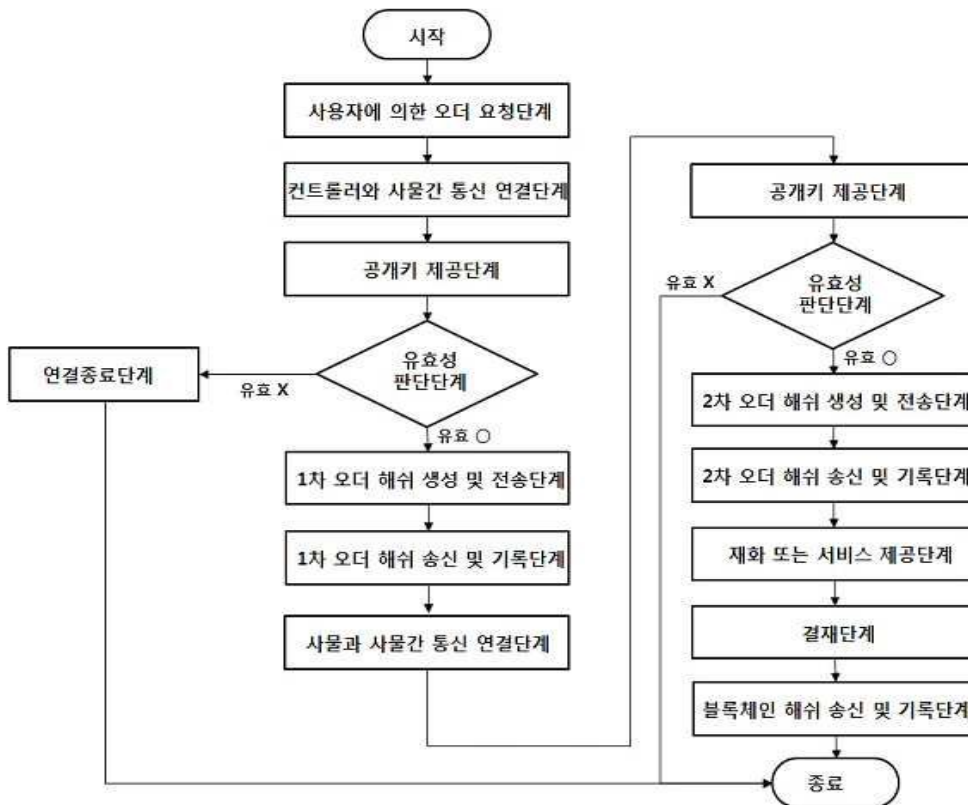 시작
사용자에 의한 오더 요청단계
컨트롤러와 사물간 통신 연결단계
공개키 제공단계
유효성
판단단계
유효 X
연결종료단계
유효 ○
1차 오더 해쉬 생성 및 전송단계
1차 오더 해쉬 송신 및 기록단계
사물과 사물간 통신 연결단계
공개키 제공단계
유효성
판단단계
유효 X
유효 ○
2차 오더 해쉬 생성 및 전송단계
2차 오더 해쉬 송신 및 기록단계
재화 또는 서비스 제공단계
결재단계
블록체인 해쉬 송신 및 기록단계
종료